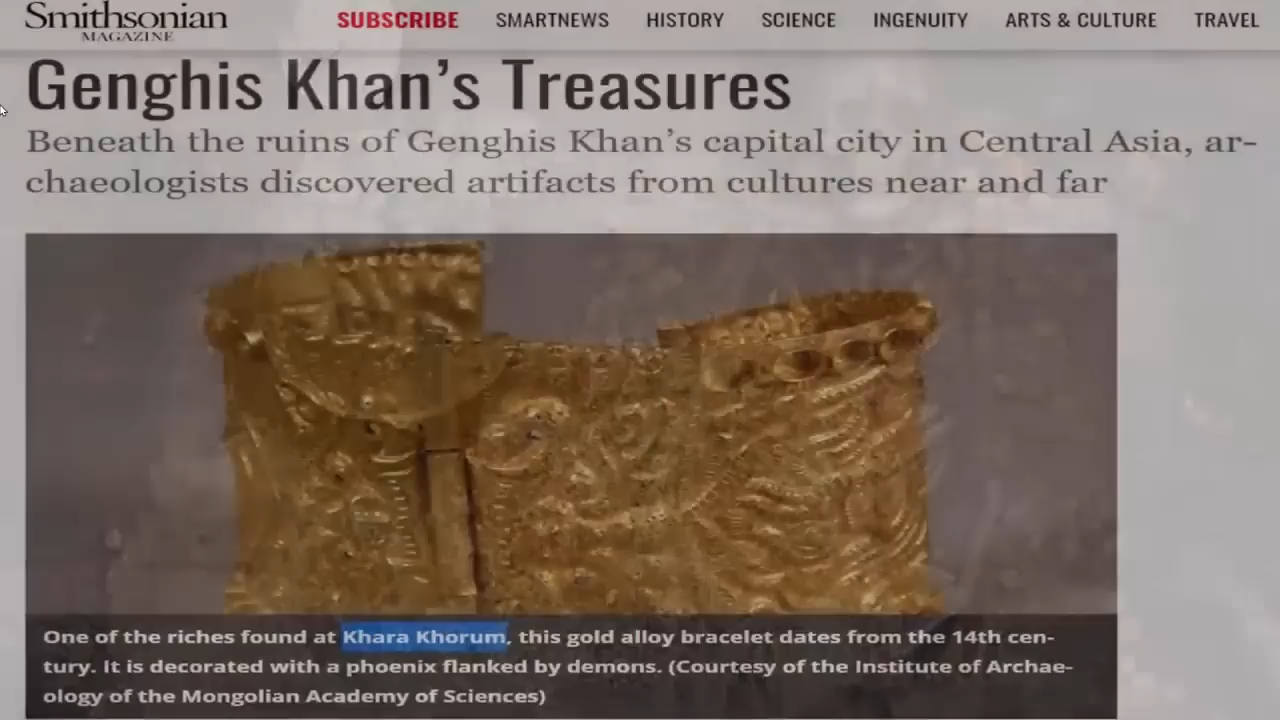 Smithsonian
MAGAZINE
SUBSCRIBE SMARTNEWS HISTORY SCIENCE INGENUITY ARTS & CULTURE TRAVEL
Genghis Khan’s Treasures
Beneath the ruins of Genghis Khan’s capital city in Central Asia, ar-
chaeologists discovered artifacts from cultures near and far
One of the riches found at Khara Khorum, this gold alloy bracelet dates from the 14th cen-
tury. It is decorated with a phoenix flanked by demons. (Courtesy of the Institute of Archae-
ology of the Mongolian Academy of Sciences)